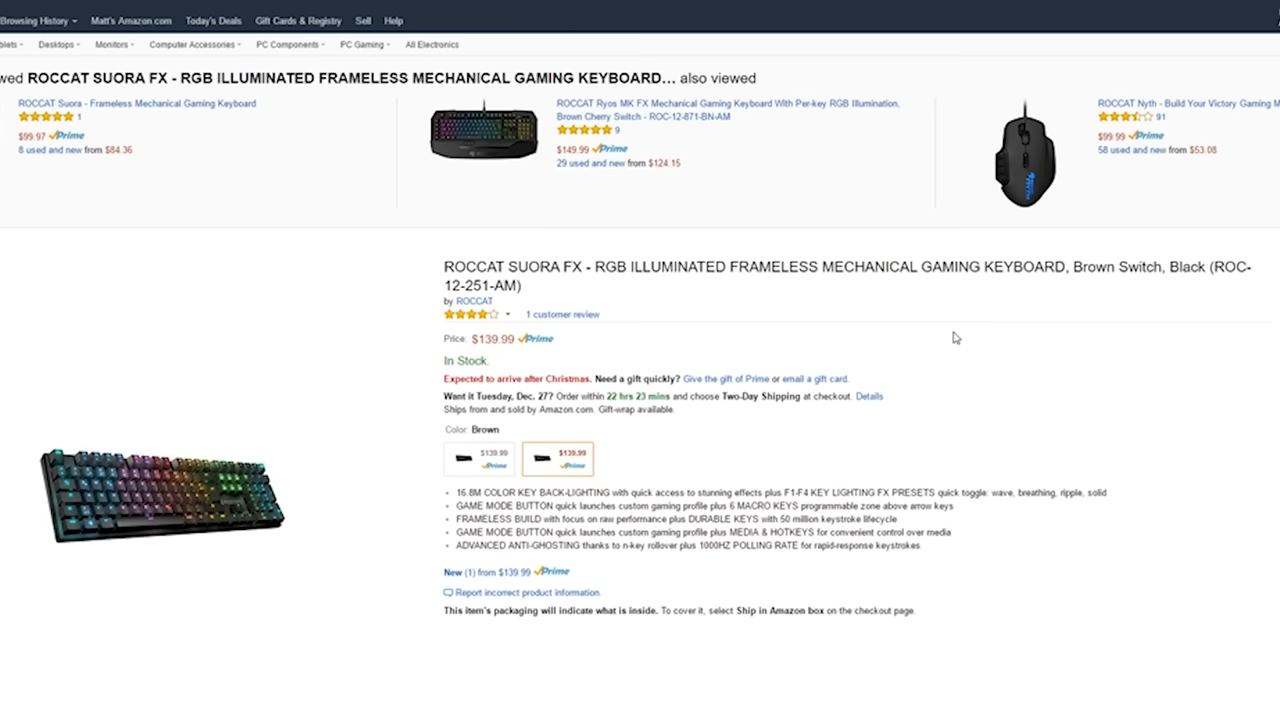 Browsing History Matt's Amazon.com Today's Deals Gift Cards & Registry Sell Help
Desktops Monitors Computer Accessories PC Components PC Gaming All Electronics
ROCCAT SUORA FX - RGB ILLUMINATED FRAMELESS MECHANICAL GAMING KEYBOARD... also viewed
ROCCAT Suora - Frameless Mechanical Gaming Keyboard
1
$99.97 Prime
8 used and new from $84.36
ROCCAT Ryos MK FX Mechanical Gaming Keyboard With Per-key RGB Illumination,
Brown Cherry Switch - ROC-12-871-BN-AM
9
$149.99 Prime
29 used and new from $124.15
ROCCAT Nyth - Build Your Victory Gaming M
91
$99.99 Prime
58 used and new from $53.08
ROCCAT SUORA FX - RGB ILLUMINATED FRAMELESS MECHANICAL GAMING KEYBOARD, Brown Switch, Black (ROC-
12-251-AM)
by ROCCAT
1 customer review
Price: $139.99 Prime
In Stock.
Expected to arrive after Christmas. Need a gift quickly? Give the gift of Prime or email a gift card.
Want it Tuesday, Dec. 27? Order within 22 hrs 23 mins and choose Two-Day Shipping at checkout. Details
Ships from and sold by Amazon.com. Gift-wrap available.
Color: Brown
$139.99 $139.99
Prime Prime
16.8M COLOR KEY BACK-LIGHTING with quick access to stunning effects plus F1-F4 KEY LIGHTING FX PRESETS quick toggle: wave, breathing, ripple, solid
GAME MODE BUTTON quick launches custom gaming profile plus 6 MACRO KEYS programmable zone above arrow keys
FRAMELESS BUILD with focus on raw performance plus DURABLE KEYS with 50 million keystroke lifecycle
GAME MODE BUTTON quick launches custom gaming profile plus MEDIA & HOTKEYS for convenient control over media
ADVANCED ANTI-GHOSTING thanks to n-key rollover plus 1000HZ POLLING RATE for rapid-response keystrokes
New (1) from $139.99 Prime
Report incorrect product information.
This item's packaging will indicate what is inside. To cover it, select Ship in Amazon box on the checkout page.